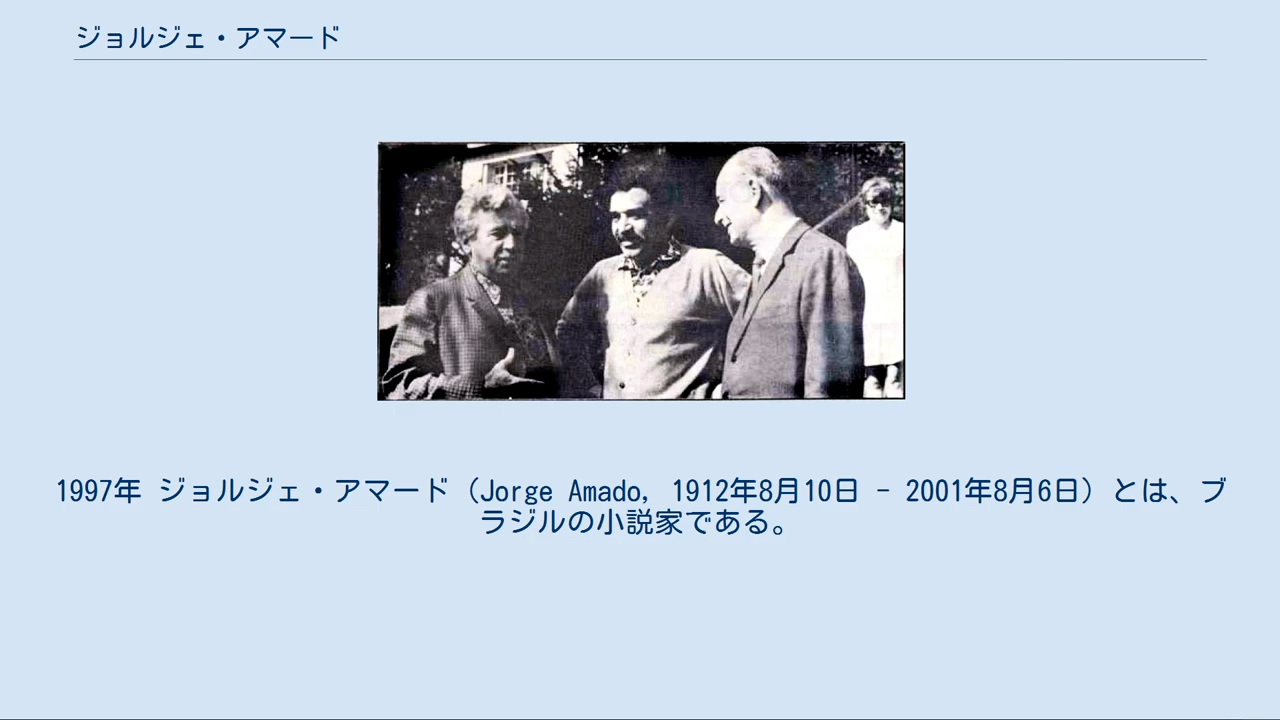 ジョルジェ・アマード
1997年 ジョルジェ・アマード（Jorge Amado, 1912年8月10日 - 2001年8月6日）とは、ブ
ラジルの小説家である。